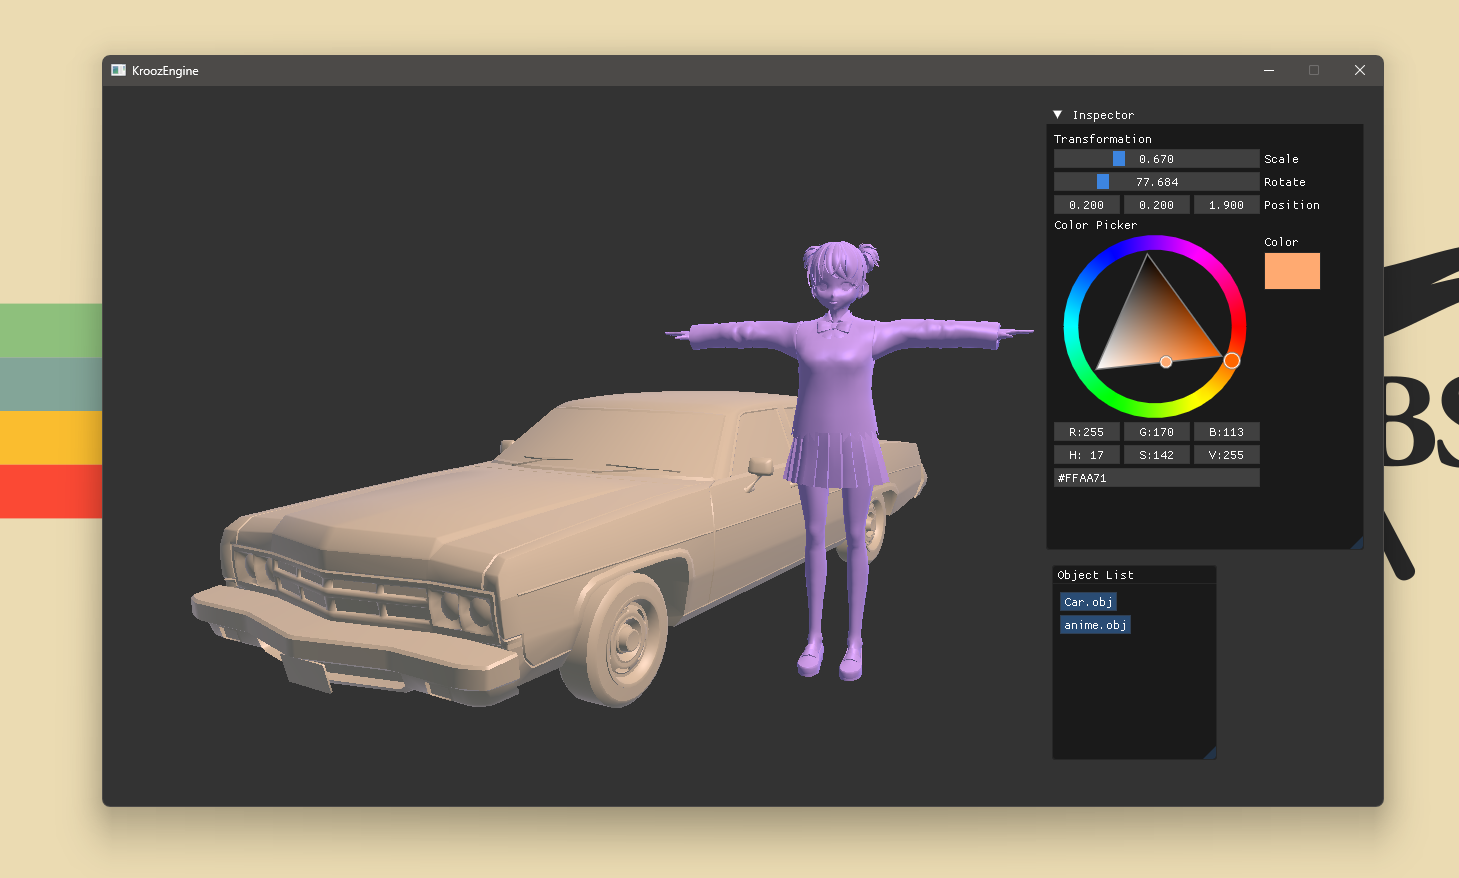 KroozEngine
Inspector
Transformation
0.670 Scale
77.684 Rotate
0.200 0.200 1.900 Position
Color Picker
Color
R:255 G:170 B:113
H: 17 S:142 V:255
#FFAA71
Object List
Car.obj
anime.obj